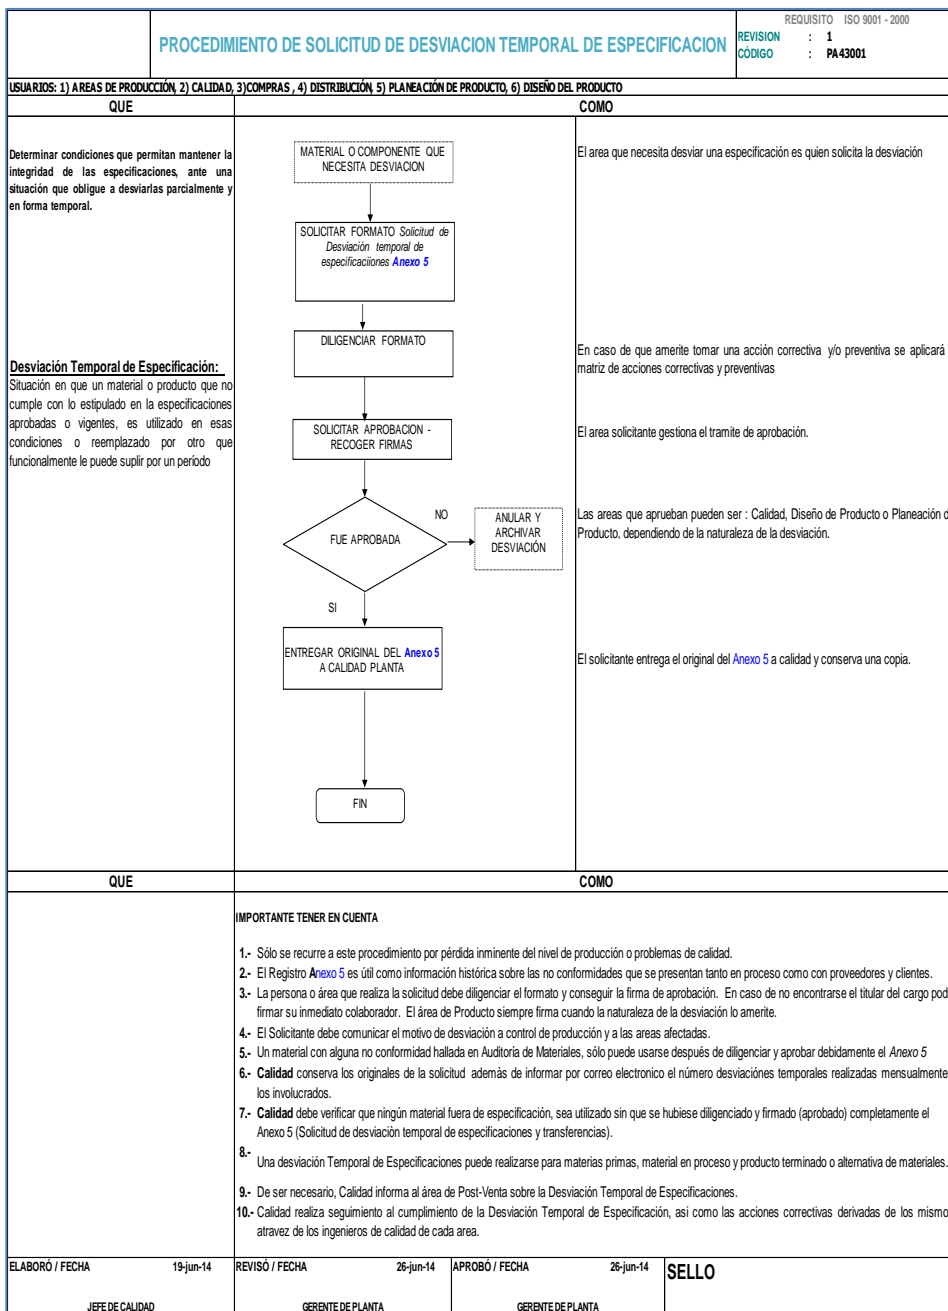 REQUISITO ISO 9001 - 2000
PROCEDIMIENTO DE SOLICITUD DE DESVIACION TEMPORAL DE ESPECIFICACION
REVISION : 1
CÓDIGO : PA43001
USUARIOS: 1) AREAS DE PRODUCCIÓN, 2) CALIDAD, 3)COMPRAS , 4) DISTRIBUCIÓN, 5) PLANEACIÓN DE PRODUCTO, 6) DISEÑO DEL PRODUCTO
QUE
COMO
Determinar condiciones que permitan mantener la
integridad de las especificaciones, ante una
situación que obligue a desviarlas parcialmente y
en forma temporal.
MATERIAL O COMPONENTE QUE
NECESITA DESVIACION
El area que necesita desviar una especificación es quien solicita la desviación
SOLICITAR FORMATO Solicitud de
Desviaciòn temporal de
especificaciiones Anexo 5
DILIGENCIAR FORMATO
En caso de que amerite tomar una acción correctiva y/o preventiva se aplicará
matriz de acciones correctivas y preventivas
Desviación Temporal de Especificación:
Situación en que un material o producto que no
cumple con lo estipulado en la especificaciones
aprobadas o vigentes, es utilizado en esas
condiciones o reemplazado por otro que
funcionalmente le puede suplir por un período
SOLICITAR APROBACION -
RECOGER FIRMAS
El area solicitante gestiona el tramite de aprobación.
FUE APROBADA
NO
ANULAR Y
ARCHIVAR
DESVIACIÓN
Las areas que aprueban pueden ser : Calidad, Diseño de Producto o Planeación d
Producto, dependiendo de la naturaleza de la desviación.
SI
ENTREGAR ORIGINAL DEL Anexo 5
A CALIDAD PLANTA
El solicitante entrega el original del Anexo 5 a calidad y conserva una copia.
FIN
QUE
COMO
IMPORTANTE TENER EN CUENTA
1.- Sólo se recurre a este procedimiento por pérdida inminente del nivel de producción o problemas de calidad.
2.- El Registro Anexo 5 es útil como información histórica sobre las no conformidades que se presentan tanto en proceso como con proveedores y clientes.
3.- La persona o área que realiza la solicitud debe diligenciar el formato y conseguir la firma de aprobación. En caso de no encontrarse el titular del cargo pod
firmar su inmediato colaborador. El área de Producto siempre firma cuando la naturaleza de la desviación lo amerite.
4.- El Solicitante debe comunicar el motivo de desviación a control de producción y a las areas afectadas.
5.- Un material con alguna no conformidad hallada en Auditoría de Materiales, sólo puede usarse después de diligenciar y aprobar debidamente el Anexo 5
6.- Calidad conserva los originales de la solicitud ademàs de informar por correo electronico el número desviaciónes temporales realizadas mensualmente
los involucrados.
7.- Calidad debe verificar que ningún material fuera de especificación, sea utilizado sin que se hubiese diligenciado y firmado (aprobado) completamente el
Anexo 5 (Solicitud de desviaciòn temporal de especificaciones y transferencias).
8.- Una desviación Temporal de Especificaciones puede realizarse para materias primas, material en proceso y producto terminado o alternativa de materiales.
9.- De ser necesario, Calidad informa al área de Post-Venta sobre la Desviación Temporal de Especificaciones.
10.- Calidad realiza seguimiento al cumplimiento de la Desviación Temporal de Especificación, asi como las acciones correctivas derivadas de los mismo
atravez de los ingenieros de calidad de cada area.
ELABORÓ / FECHA 19-jun-14
REVISÓ / FECHA 26-jun-14
APROBÓ / FECHA 26-jun-14
SELLO
JEFE DE CALIDAD
GERENTE DE PLANTA
GERENTE DE PLANTA